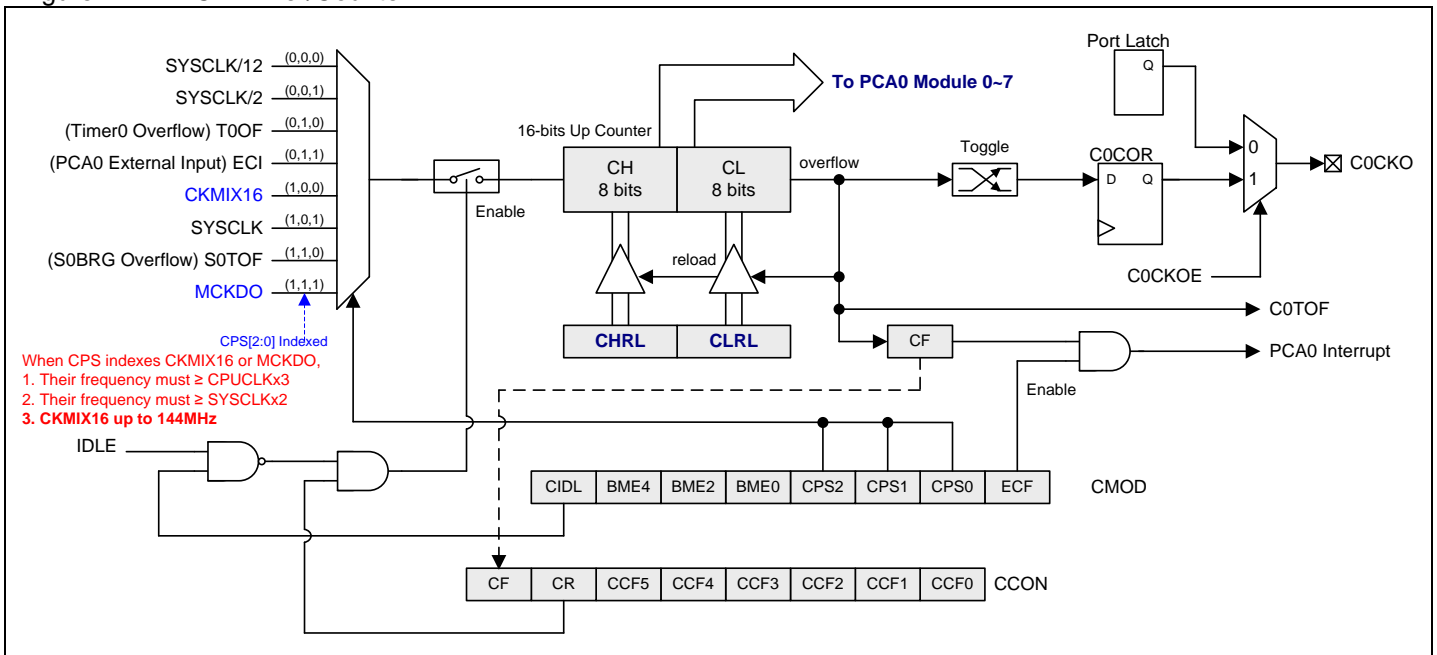 SYSCLK/12 (0,0,0)
SYSCLK/2 (0,0,1)
(Timer0 Overflow) T0OF (0,1,0)
(PCA0 External Input) ECI (0,1,1)
CKMIX16 (1,0,0)
SYSCLK (1,0,1)
(S0BRG Overflow) S0TOF (1,1,0)
MCKDO (1,1,1)
CPS[2:0] Indexed
When CPS indexes CKMIX16 or MCKDO,
1. Their frequency must ≥ CPUCLKx3
2. Their frequency must ≥ SYSCLKx2
3. CKMIX16 up to 144MHz
Enable
To PCA0 Module 0~7
16-bits Up Counter
CH
8 bits
CL
8 bits
overflow
reload
CHRL CLRL
Toggle
Port Latch
Q
C0COR
D Q
0
1
C0CKO
C0CKOE
C0TOF
CF
PCA0 Interrupt
Enable
IDLE
CIDL BME4 BME2 BME0 CPS2 CPS1 CPS0 ECF CMOD
CF CR CCF5 CCF4 CCF3 CCF2 CCF1 CCF0 CCON